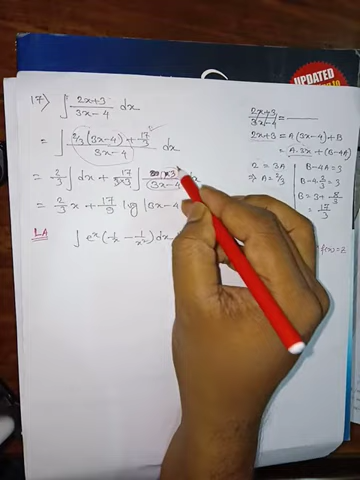 UPDATED
17) ∫ (2x+3)/(3x-4) dx
= ∫ (2/3 (3x-4) + 17/3)/(3x-4) dx
= 2/3 ∫ dx + 17/(3×3) ∫ /(3x-4) dx
= 2/3 x + 17/9 log |3x-4
LA ∫ eˣ (1/x - 1/x²) dx
(2x+3)/(3x-4) =
2x+3 = A(3x-4)+B
= A·3x + (B-4A)
2 = 3A
⇒ A = 2/3
B-4A = 3
B-4·2/3 = 3
B = 3 + 8/3
= 17/3
f(x) = Z